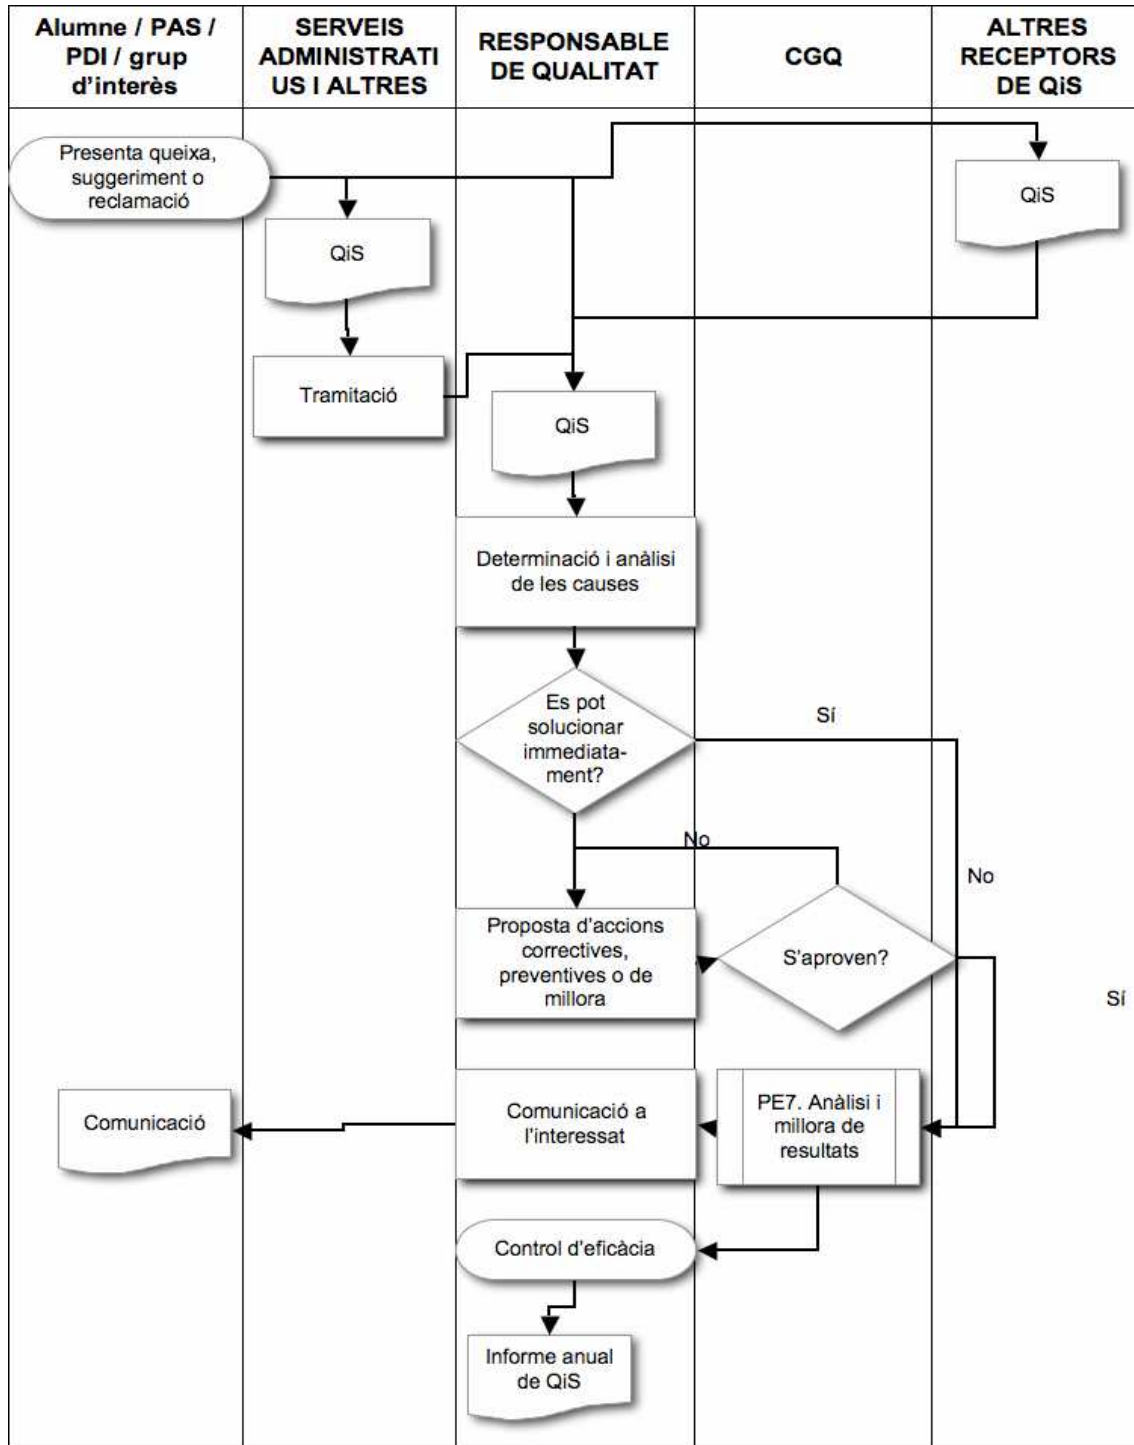 Alumne / PAS /
PDI / grup
d'interès
SERVEIS
ADMINISTRATI
US I ALTRES
RESPONSABLE
DE QUALITAT
CGQ
ALTRES
RECEPTORS
DE QiS
Presenta queixa,
suggeriment o
reclamació
QiS
QiS
Tramitació
QiS
Determinació i anàlisi
de les causes
Es pot
solucionar
immediata-
ment?
Sí
No
No
Proposta d'accions
correctives,
preventives o de
millora
S'aproven?
Sí
Comunicació
Comunicació a
l'interessat
PE7. Anàlisi i
millora de
resultats
Control d'eficàcia
Informe anual
de QiS